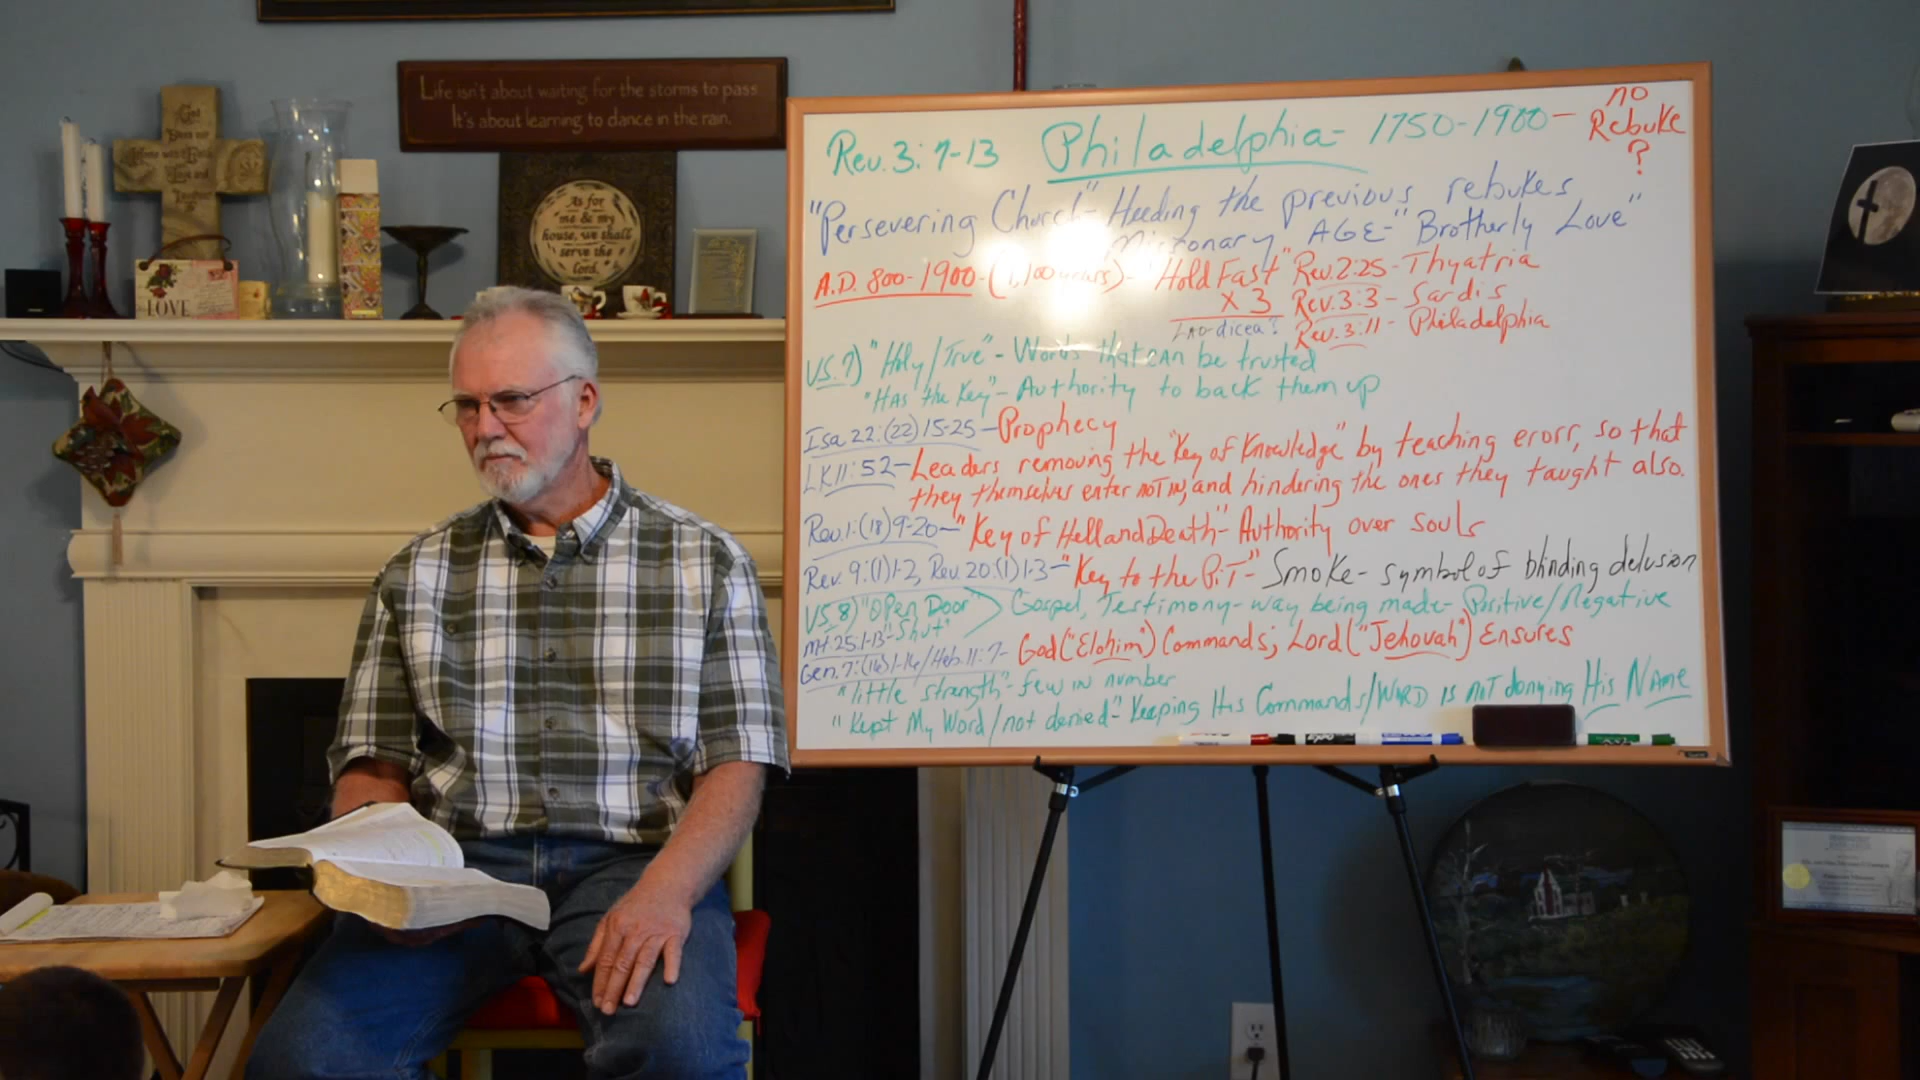 Life isn't about waiting for the storms to pass
It's about learning to dance in the rain.
God
Bless our
Home with Faith
Love and
Laughter
LOVE
As for
me & my
house, we shall
serve the
lord.
Rev. 3:7-13 Philadelphia- 1750-1900- no
Rebuke
?
"Persevering Church"- Heeding the previous rebukes
Missionary AGE- "Brotherly Love"
A.D. 800-1900-(1,100 years)- "Hold Fast" Rev. 2:25-Thyatria
x 3 Rev. 3:3 - Sardis
LAO-dicea? Rev. 3:11 - Philadelphia
VS.7) "Holy/True"- Words that can be trusted
"HAS the Key"- Authority to back them up
Isa 22:(22)15-25-Prophecy
LK 11:52-Leaders removing the "Key of Knowledge" by teaching erorr, so that
they themselves enter NOT IN, and hindering the ones they taught also.
Rev. 1:(18)9-20-"Key of Hell and Death"- Authority over souls
Rev. 9:(1)1-2, Rev. 20:(1)1-3-"Key to the PiT"- Smoke- symbol of blinding delusion
VS.8) "Open Door" > Gospel, Testimony-way being made- Positive/Negative
Mt. 25:1-13-"Shut"
Gen. 7:(16)1-16/Heb. 11:7- God("Elohim") Commands; Lord("Jehovah") Ensures
"little strength"- few in number
"Kept My Word/not denied"- Keeping His Commands/WORD is not denying His NAME